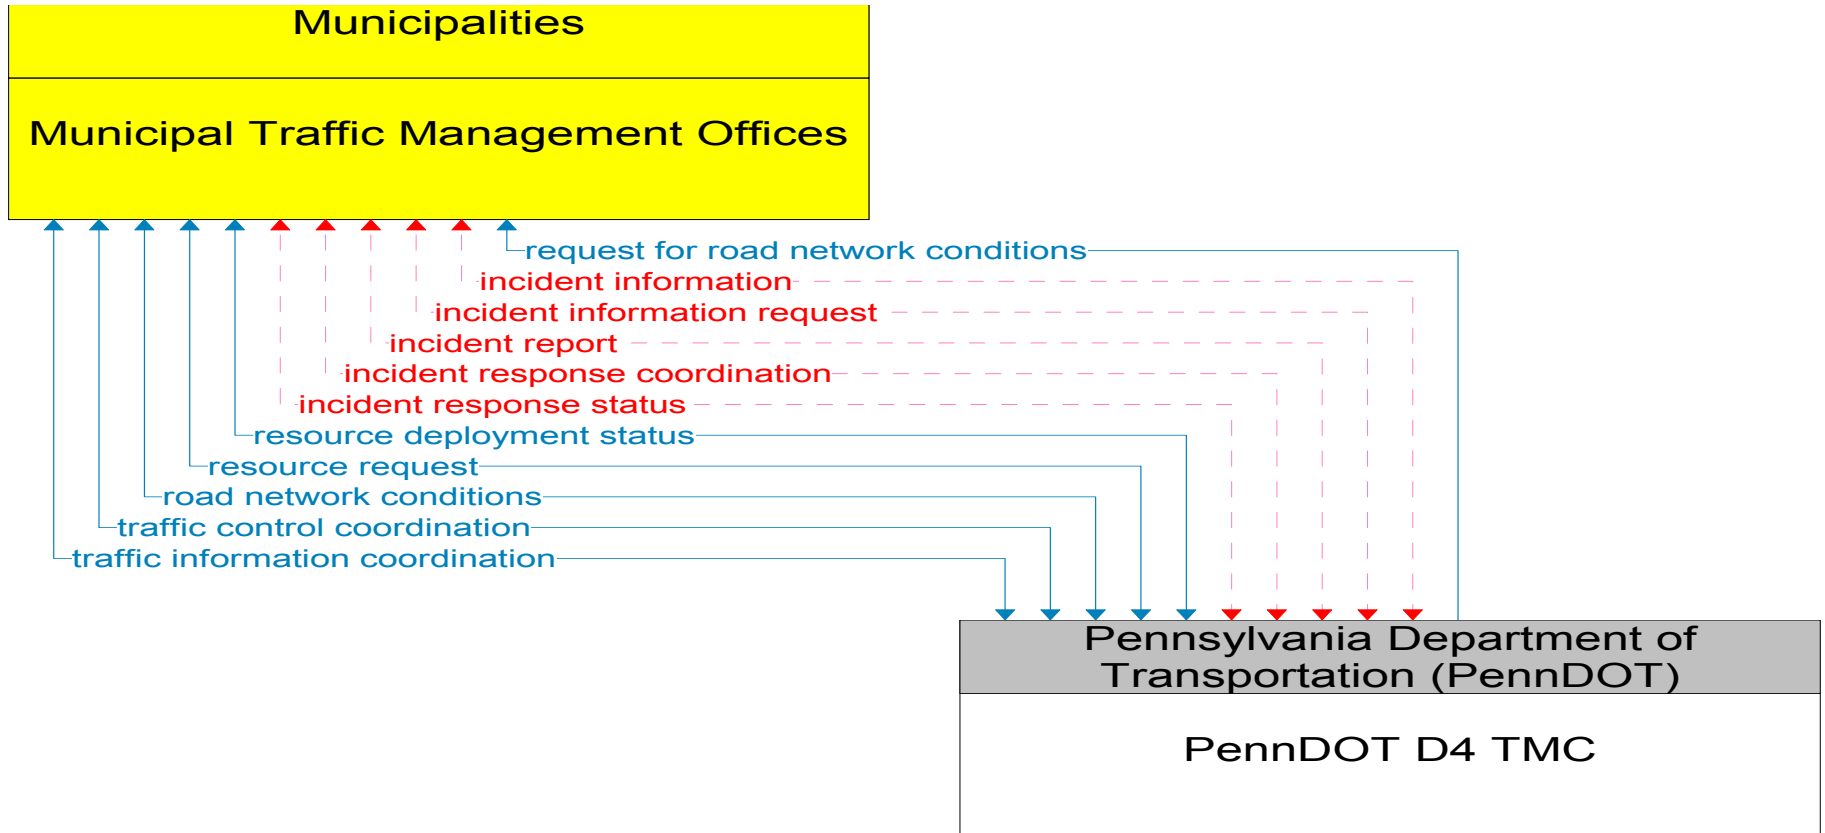 Municipalities
Municipal Traffic Management Offices
request for road network conditions
incident information
incident information request
incident report
incident response coordination
incident response status
resource deployment status
resource request
road network conditions
traffic control coordination
traffic information coordination
Pennsylvania Department of
Transportation (PennDOT)
PennDOT D4 TMC